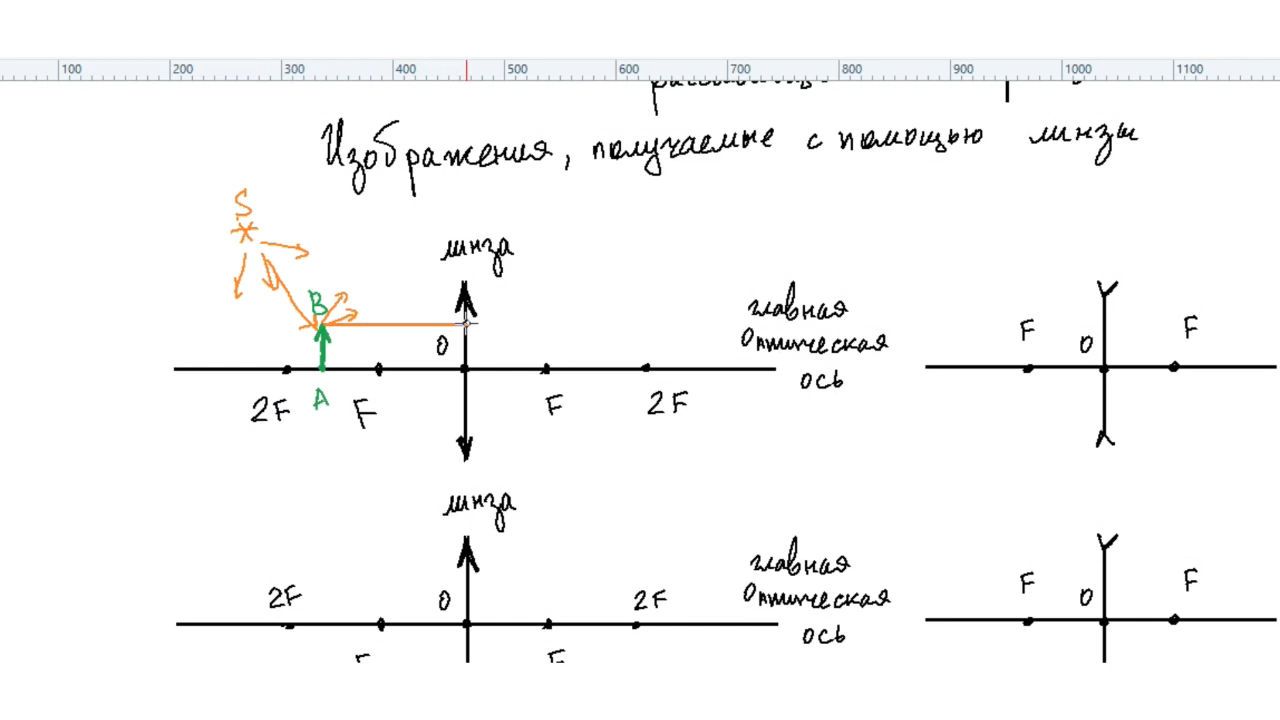 100 200 300 400 500 600 700 800 900 1000 1100
Изображения, получаемые с помощью линзы
S
линза
B
главная
оптическая
ось
O
F O F
2F A F F 2F
линза
главная
оптическая
ось
2F O 2F
F O F
F F